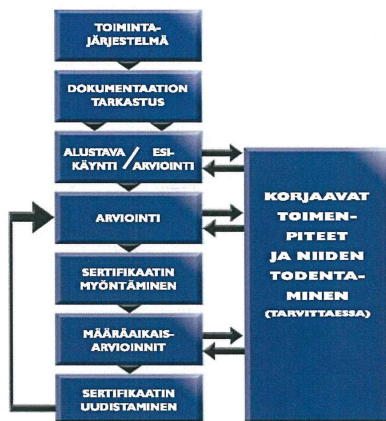 TOIMINTA-
JÄRJESTELMÄ
DOKUMENTAATION
TARKASTUS
ALUSTAVA / ESI-
KÄYNTI ARVIOINTI
ARVIOINTI
SERTIFIKAATIN
MYÖNTÄMINEN
MÄÄRÄAIKAIS-
ARVIOINNIT
SERTIFIKAATIN
UUDISTAMINEN
KORJAAVAT
TOIMEN-
PITEET
JA NIIDEN
TODENTA-
MINEN
(TARVITTAESSA)